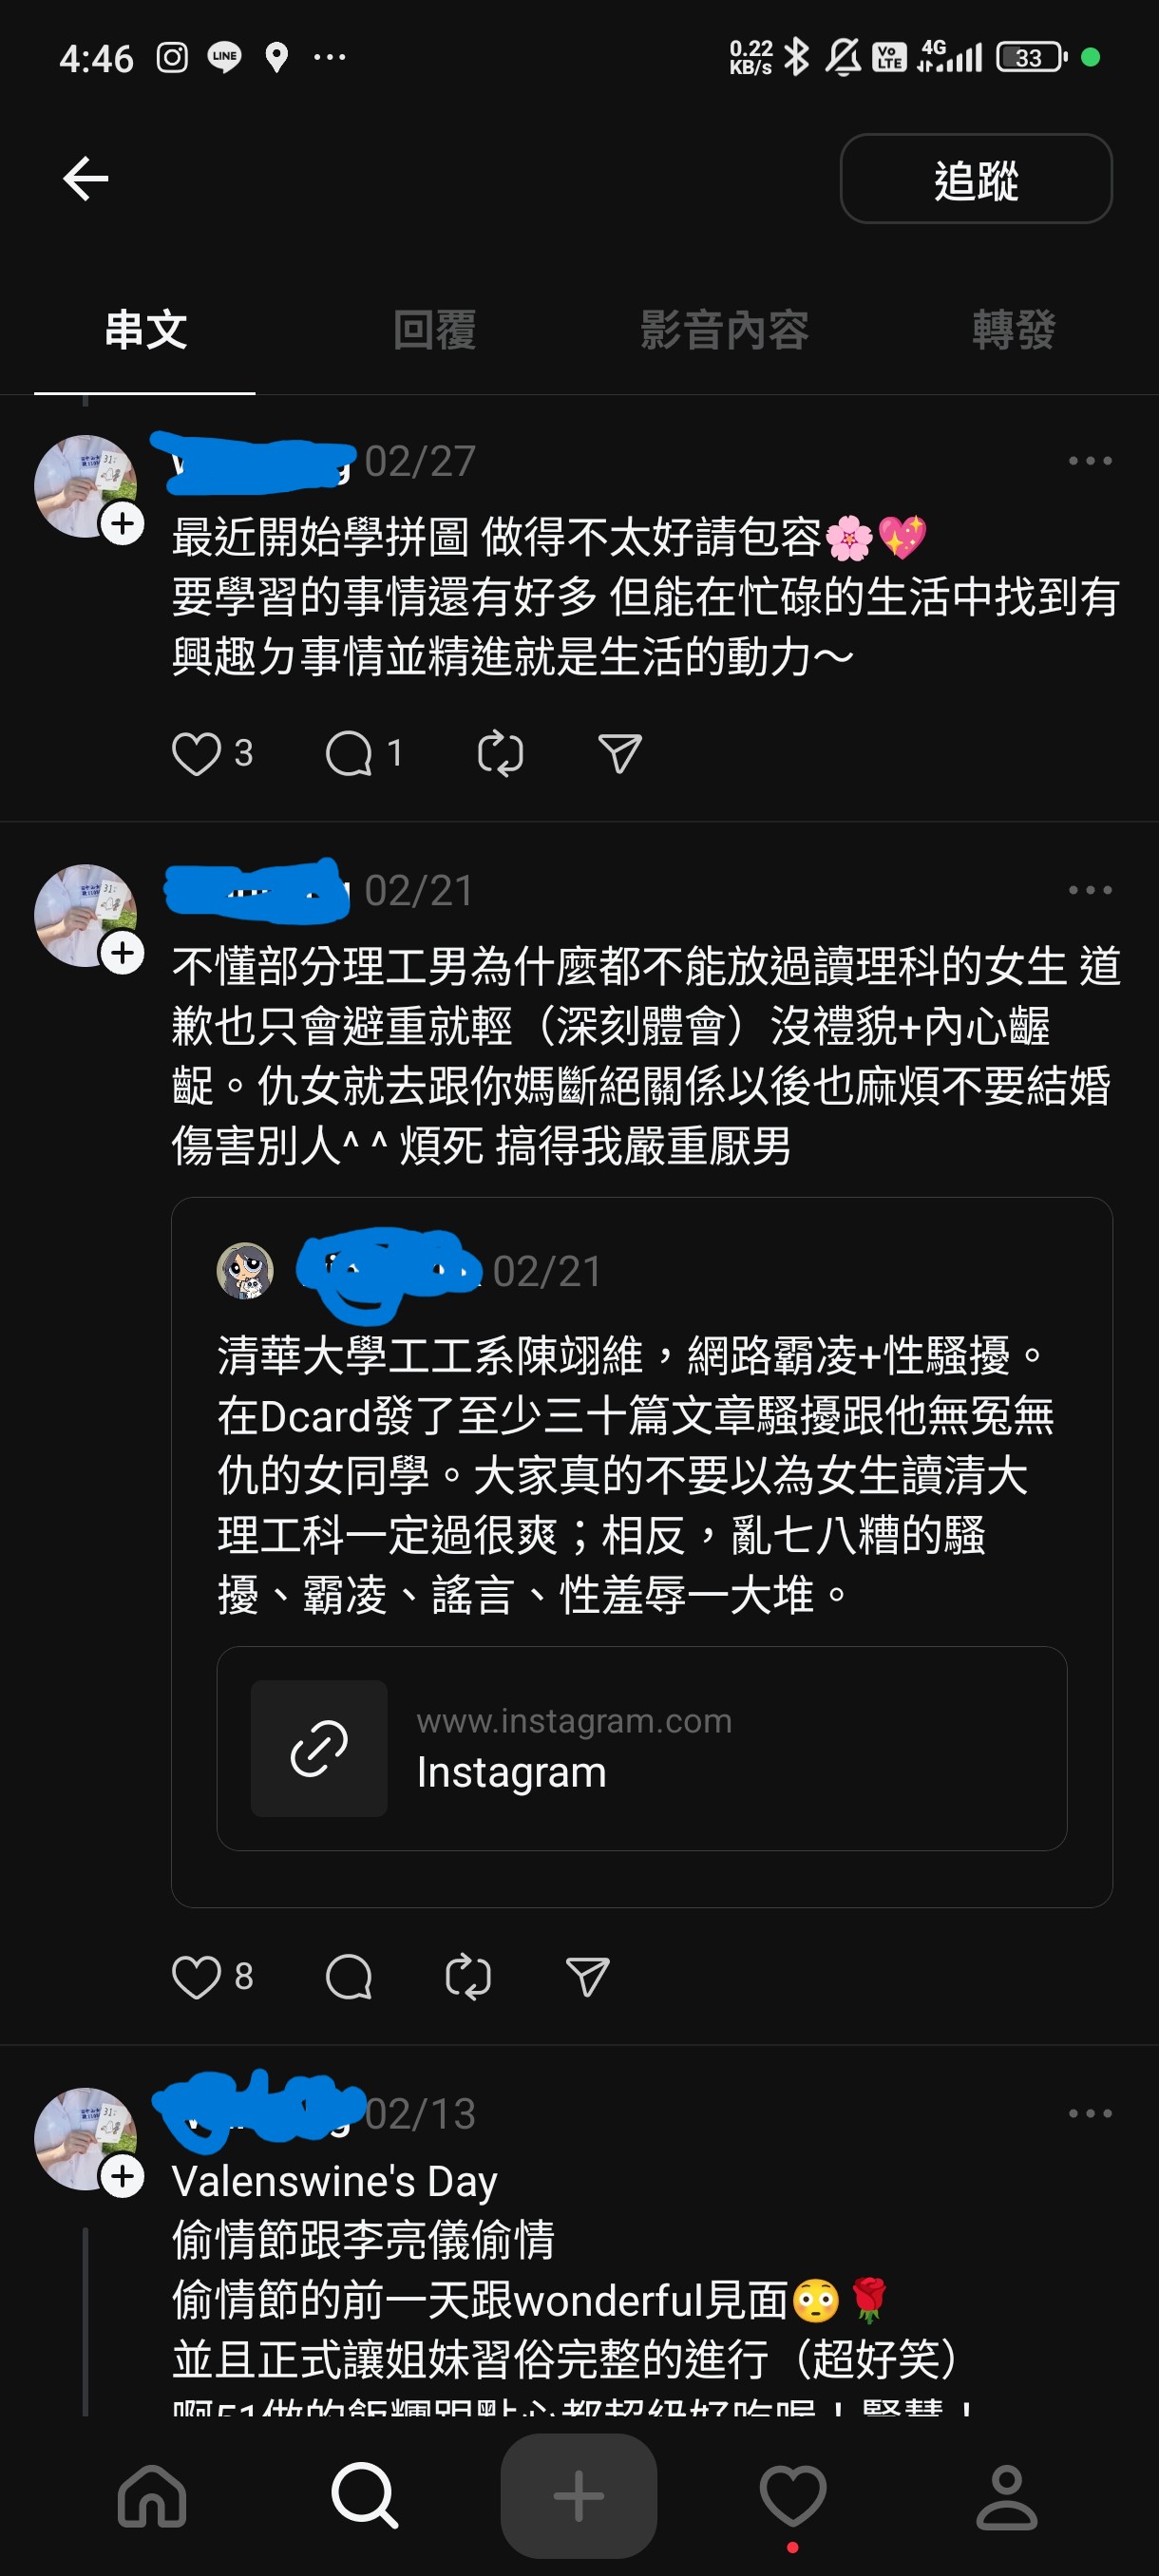 4:46 LINE 0.22 KB/s Vo LTE 4G 33
追蹤
串文 回覆 影音內容 轉發
02/27
最近開始學拼圖 做得不太好請包容🌸💖
要學習的事情還有好多 但能在忙碌的生活中找到有
興趣ㄉ事情並精進就是生活的動力～
3 1
02/21
不懂部分理工男為什麼都不能放過讀理科的女生 道
歉也只會避重就輕（深刻體會）沒禮貌+內心齷
齪。仇女就去跟你媽斷絕關係以後也麻煩不要結婚
傷害別人^ ^ 煩死 搞得我嚴重厭男
02/21
清華大學工工系陳翊維，網路霸凌+性騷擾。
在Dcard發了至少三十篇文章騷擾跟他無冤無
仇的女同學。大家真的不要以為女生讀清大
理工科一定過很爽；相反，亂七八糟的騷
擾、霸凌、謠言、性羞辱一大堆。
www.instagram.com
Instagram
8
02/13
Valenswine's Day
偷情節跟李亮儀偷情
偷情節的前一天跟wonderful見面😳🌹
並且正式讓姐妹習俗完整的進行（超好笑）